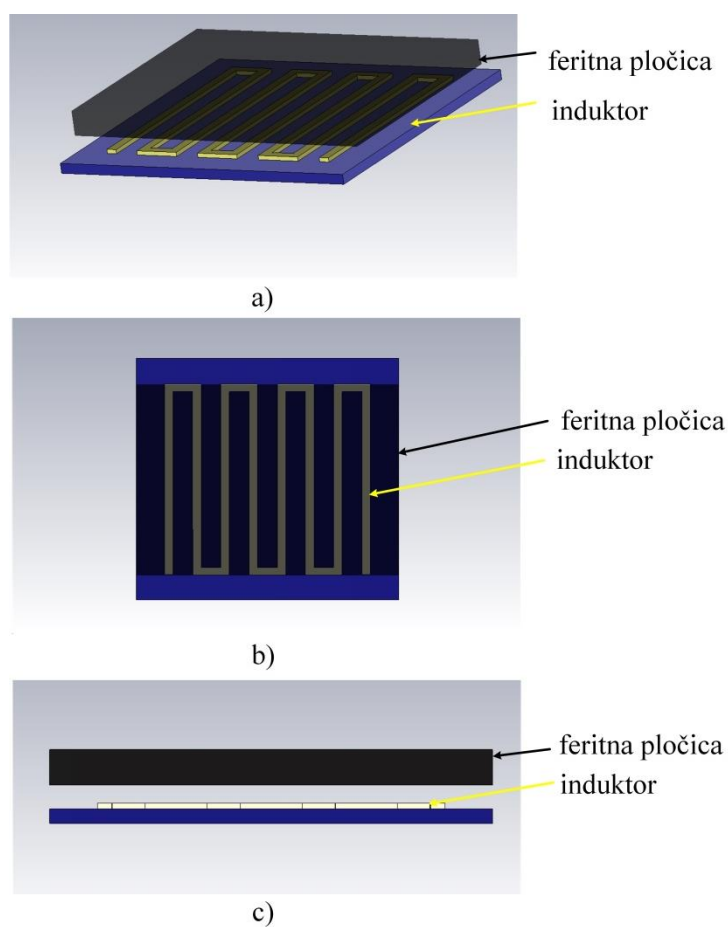 feritna pločica
induktor
a)
feritna pločica
induktor
b)
feritna pločica
induktor
c)